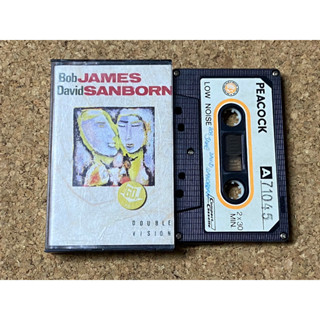 Bob JAMES
David SANBORN
DOUBLE
VISION
PEACOCK
LOW NOISE
A 71045
2 x 30
MIN